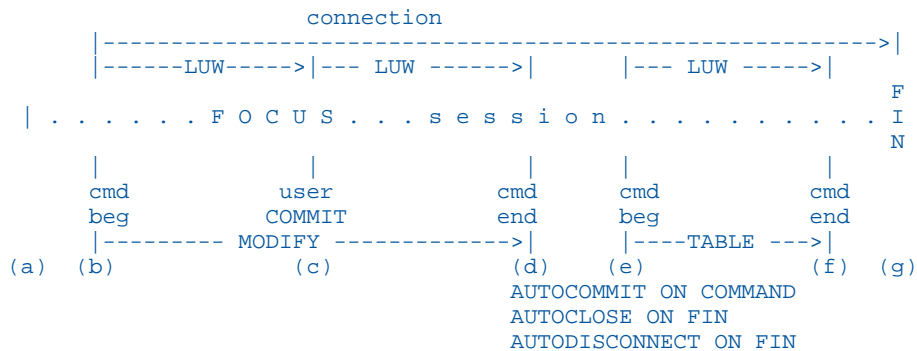 connection
|--------------------------------------------------------->|
|------LUW----->|--- LUW ------>| |--- LUW ----->|
F
| . . . . . . F O C U S . . . s e s s i o n . . . . . . . . . . . I
N
| | | | |
cmd user cmd cmd cmd
beg COMMIT end beg end
|--------- MODIFY ------------->| |----TABLE --->|
(a) (b) (c) (d) (e) (f) (g)
AUTOCOMMIT ON COMMAND
AUTOCLOSE ON FIN
AUTODISCONNECT ON FIN